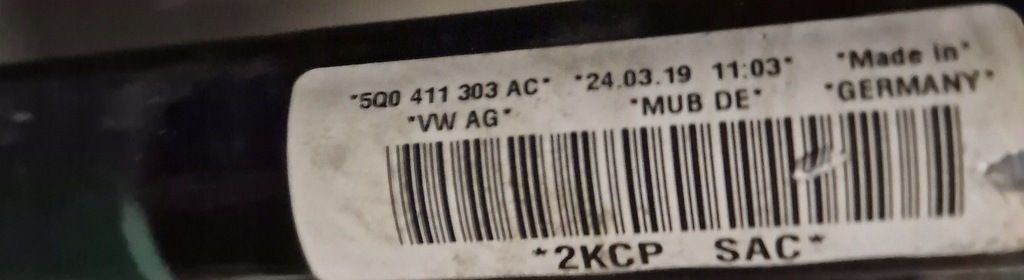 *5Q0 411 303 AC* *24.03.19 11:03* *Made in*
*VW AG* *MUB DE* *GERMANY*
*2KCP SAC*